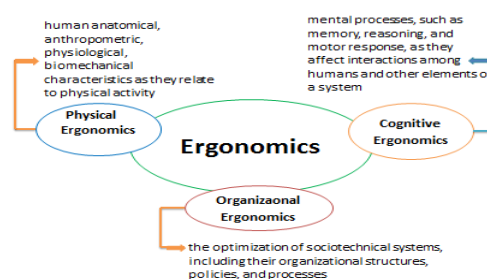 human anatomical,
anthropometric,
physiological,
biomechanical
characteristics as they relate
to physical activity
mental processes, such as
memory, reasoning, and
motor response, as they
affect interactions among
humans and other elements o
a system
Physical
Ergonomics
Cognitive
Ergonomics
Ergonomics
Organizaonal
Ergonomics
the optimization of sociotechnical systems,
including their organizational structures,
policies, and processes